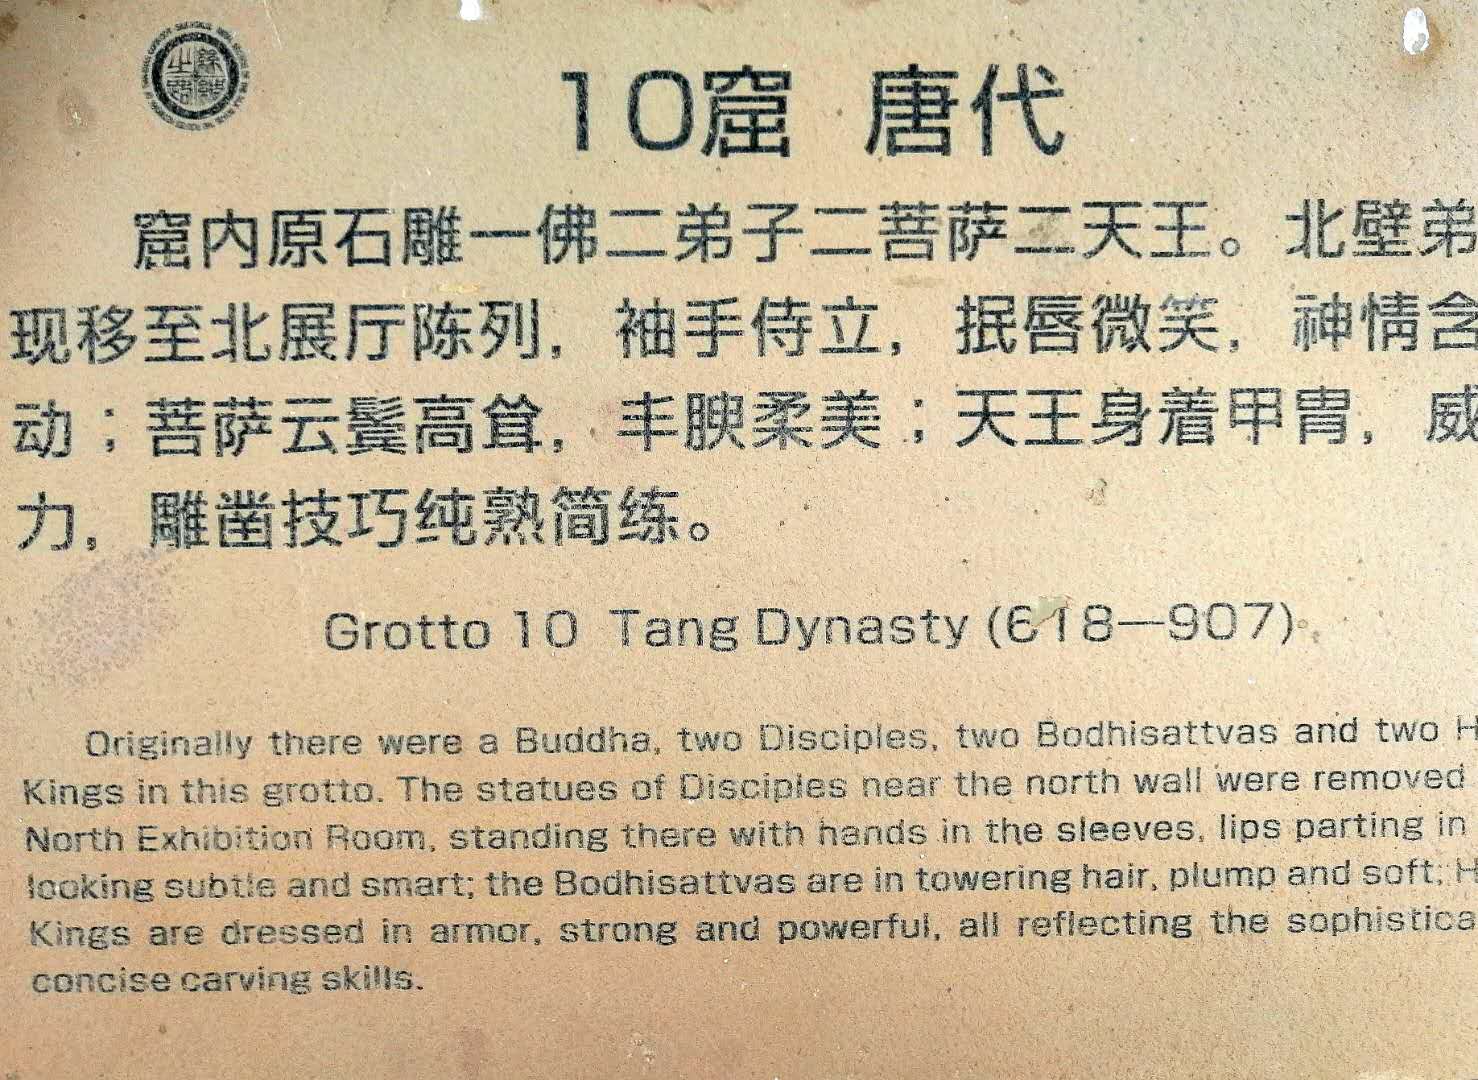 10窟 唐代
窟内原石雕一佛二弟子二菩萨二天王。北壁弟
现移至北展厅陈列，袖手侍立，抿唇微笑，神情含
动；菩萨云鬓高耸，丰腴柔美；天王身着甲胄，威
力，雕凿技巧纯熟简练。
Grotto 10 Tang Dynasty (618—907)
Originally there were a Buddha, two Disciples, two Bodhisattvas and two H
Kings in this grotto. The statues of Disciples near the north wall were removed
North Exhibition Room, standing there with hands in the sleeves, lips parting in
looking subtle and smart; the Bodhisattvas are in towering hair, plump and soft; H
Kings are dressed in armor, strong and powerful, all reflecting the sophistica
concise carving skills.